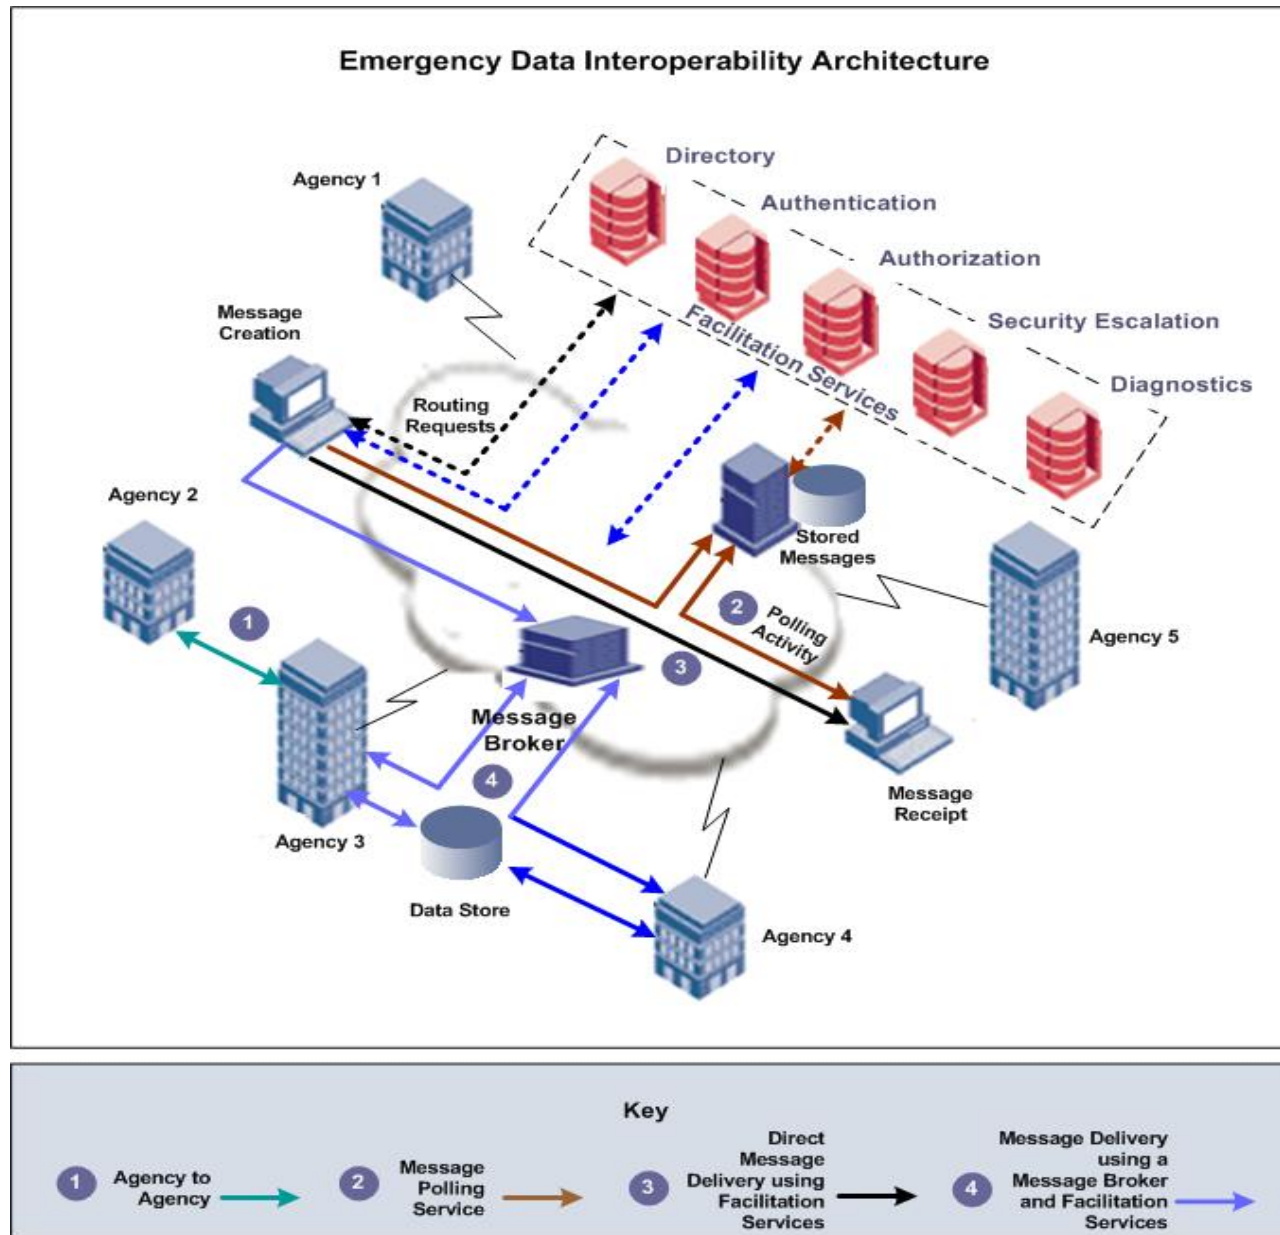 Emergency Data Interoperability Architecture
Directory
Agency 1
Authentication
Authorization
Message
Creation
Security Escalation
Facilitation Services
Diagnostics
Routing
Requests
Agency 2
Stored
Messages
2
Polling
Activity
1
Agency 5
3
Message
Broker
4
Message
Receipt
Agency 3
Data Store
Agency 4
Key
1
Agency to
Agency
2
Message
Polling
Service
3
Direct
Message
Delivery using
Facilitation
Services
4
Message Delivery
using a
Message Broker
and Facilitation
Services